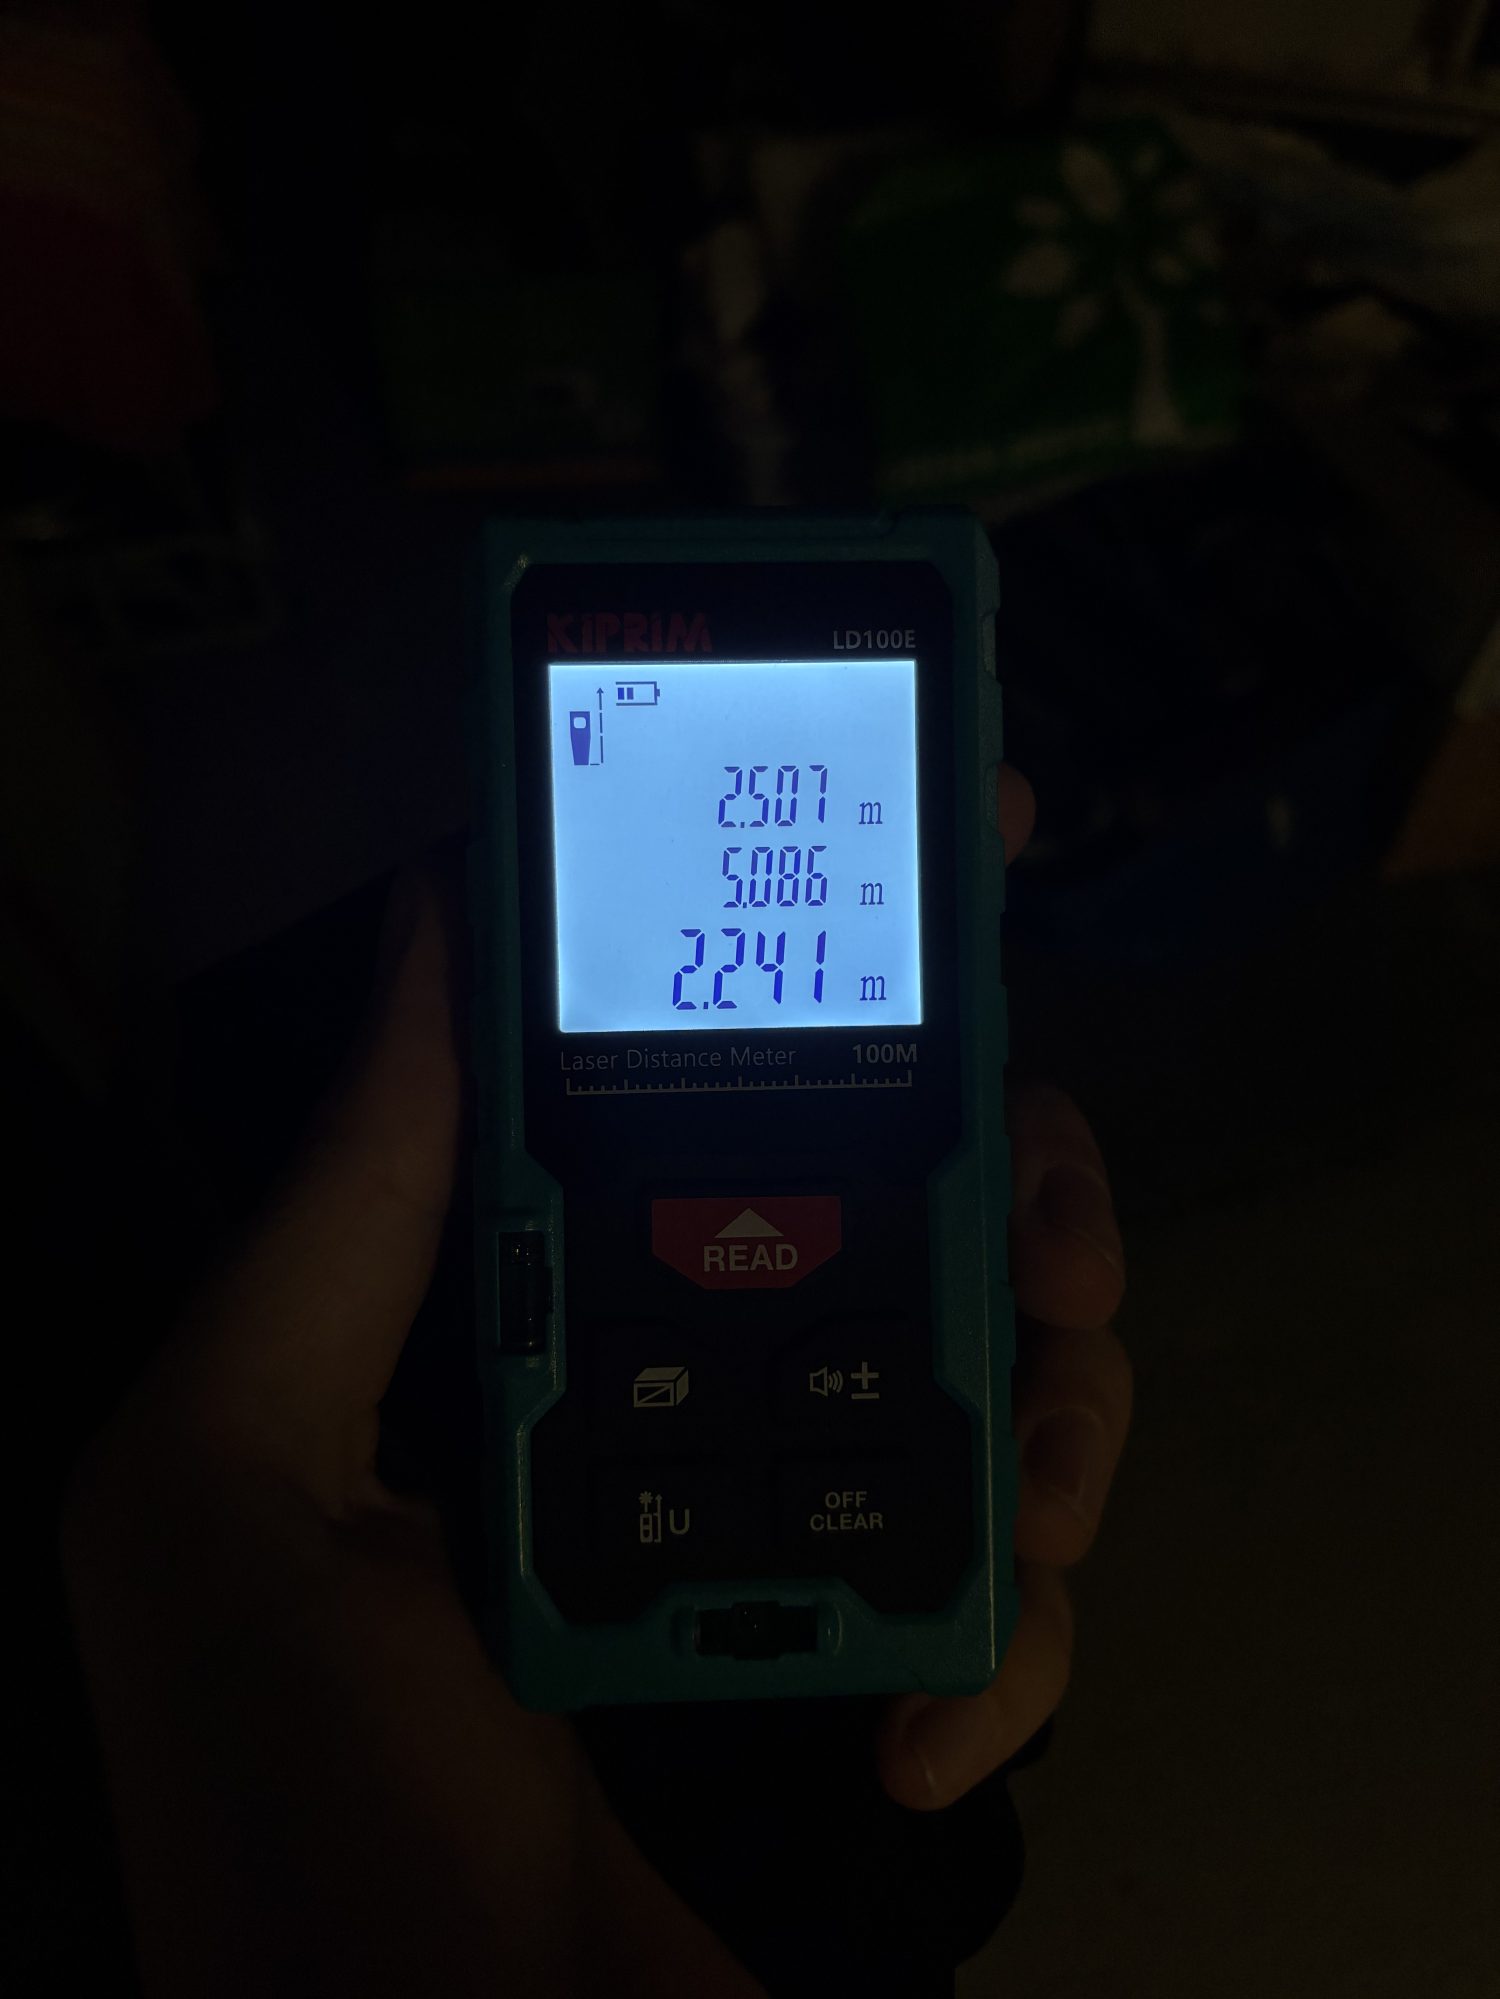 KIPRIM LD100E
2.507 m
5.086 m
2.241 m
Laser Distance Meter 100M
READ
U
OFF
CLEAR